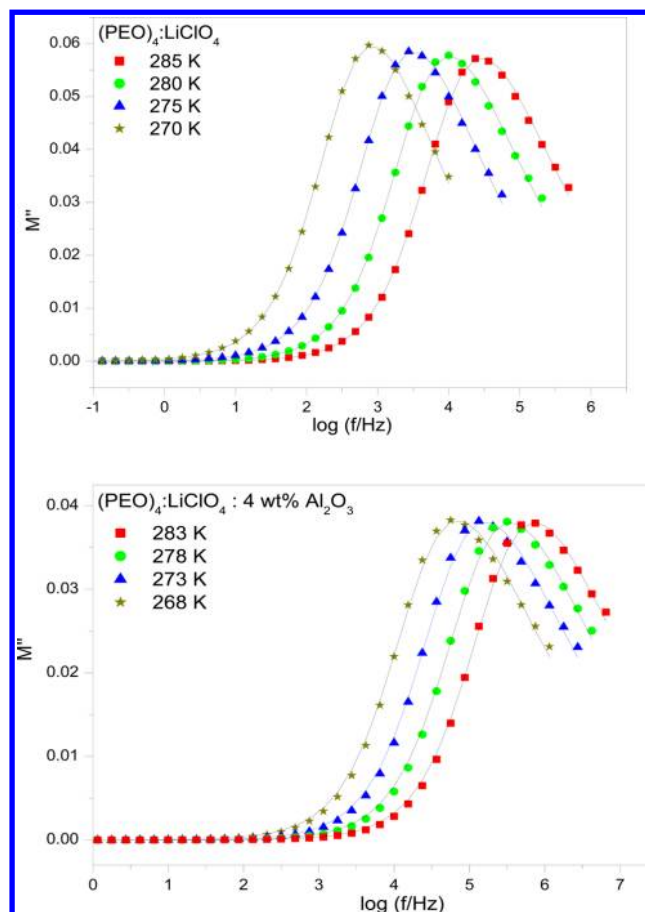 (PEO)₄:LiClO₄
285 K
280 K
275 K
270 K
M"
0.06
0.05
0.04
0.03
0.02
0.01
0.00
-1 0 1 2 3 4 5 6
log (f/Hz)
(PEO)₄:LiClO₄ : 4 wt% Al₂O₃
283 K
278 K
273 K
268 K
M"
0.04
0.03
0.02
0.01
0.00
0 1 2 3 4 5 6 7
log (f/Hz)